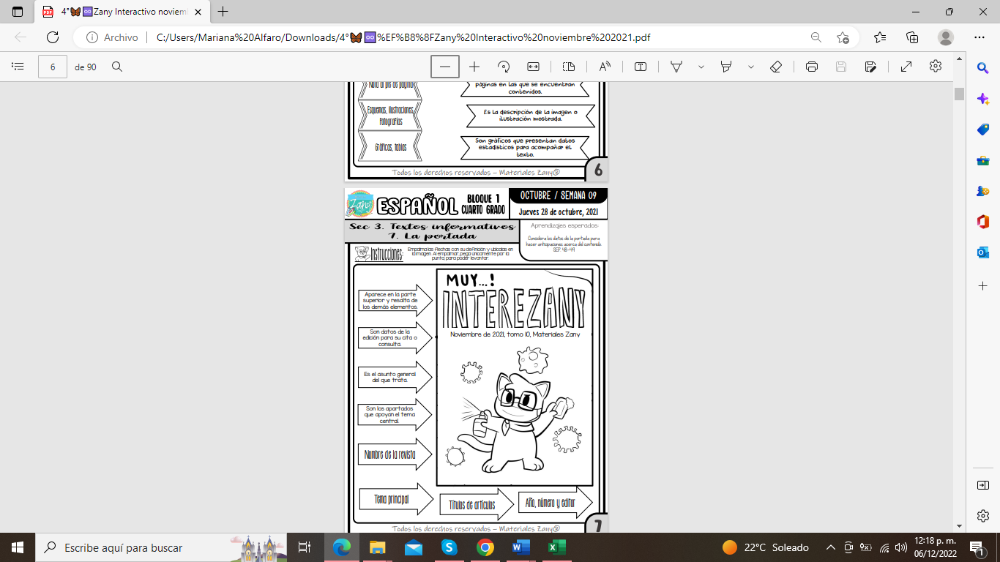 4°🦋♾️Zany Interactivo noviem
Archivo
C:/Users/Mariana%20Alfaro/Downloads/4°🦋♾%EF%B8%8FZany%20Interactivo%20noviembre%202021.pdf
6
de 90
Nota al pie de página
páginas en las que se encuentran
contenidos.
Esquemas, ilustraciones,
fotografías
Es la descripción de la imagen o
ilustración mostrada.
Gráficos, tablas
Son gráficos que presentan datos
estadísticos para acompañar el
texto.
Todos los derechos reservados – Materiales Zany®
6
Zany
ESPAÑOL
BLOQUE 1
CUARTO GRADO
OCTUBRE / SEMANA 09
Jueves 28 de octubre, 2021
Sec 3. Textos informativos
7. La portada
Aprendizajes esperados
Considera los datos de la portada para
hacer anticipaciones acerca del contenido.
SEP 48-49
Instrucciones:
Empalma las flechas con su definición y ubícalas en
la imagen. Al empalmar, pega únicamente por la
punta, para poder levantar.
MUY...!
INTEREZANY
Noviembre de 2021, tomo 10, Materiales Zany
Aparece en la parte
superior y resalta de
los demás elementos.
Son datos de la
edición para su cita o
consulta.
Es el asunto general
del que trata.
Son los apartados
que apoyan el tema
central.
Nombre de la revista
Tema principal
Títulos de artículos
Año, número y editor
Todos los derechos reservados – Materiales Zany®
7
Escribe aquí para buscar
22°C Soleado
12:18 p. m.
06/12/2022
1